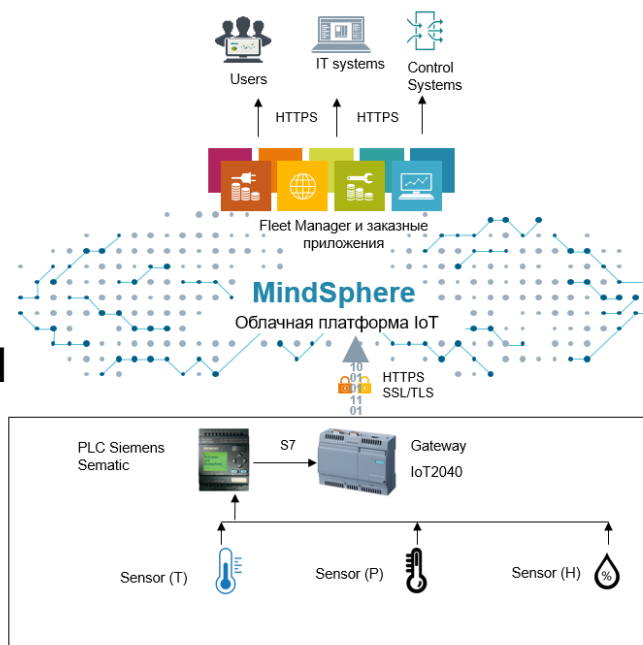 Users
IT systems
Control
Systems
HTTPS
HTTPS
Fleet Manager и заказные
приложения
MindSphere
Облачная платформа IoT
10
01
01
11
01
HTTPS
SSL/TLS
PLC Siemens
Sematic
S7
Gateway
IoT2040
Sensor (T)
Sensor (P)
Sensor (H)
%